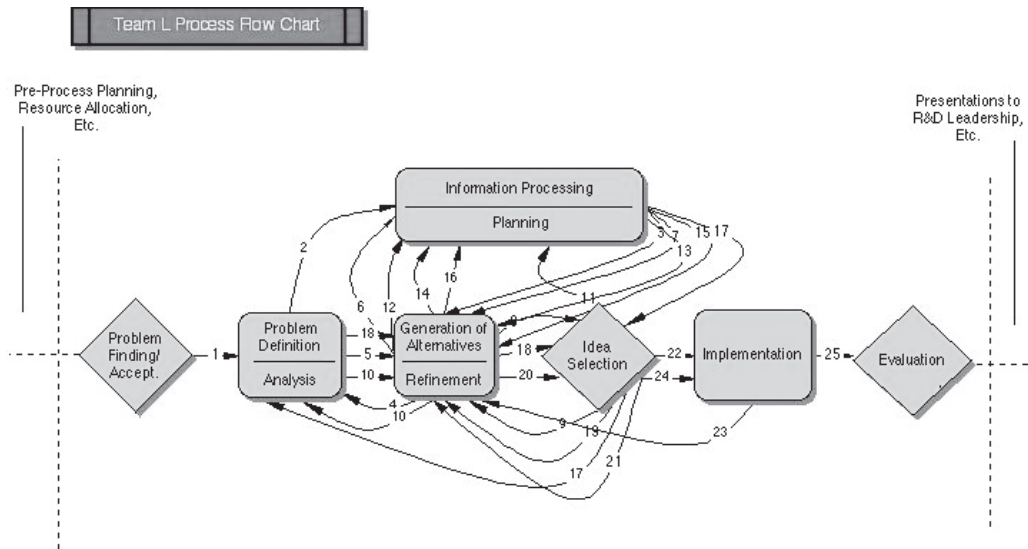 Team L Process Flow Chart
Pre-Process Planning,
Resource Allocation,
Etc.
Presentations to
R&D Leadership,
Etc.
Information Processing
Planning
3
7
15
17
2
13
16
14
12
6
11
Problem
Finding/
Accept.
1
Problem
Definition
Analysis
18
5
10
Generation of
Alternatives
Refinement
18
20
Idea
Selection
22
24
Implementation
25
Evaluation
4
10
9
19
23
17
21